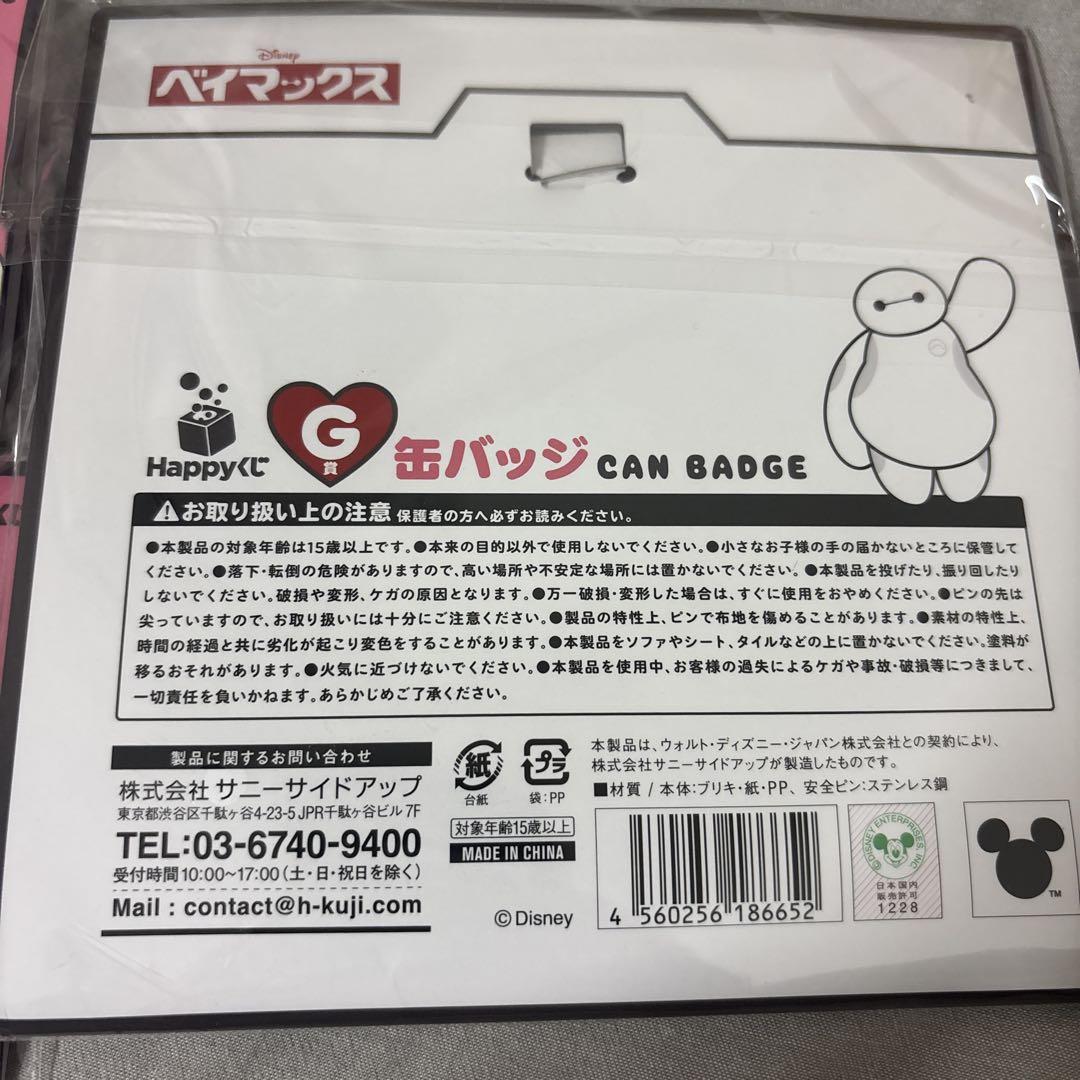 Disney
ベイマックス
Happyくじ
G
賞
缶バッジ CAN BADGE
お取り扱い上の注意 保護者の方へ必ずお読みください。
●本製品の対象年齢は15歳以上です。●本来の目的以外で使用しないでください。●小さなお子様の手の届かないところに保管して
ください。●落下・転倒の危険がありますので、高い場所や不安定な場所には置かないでください。●本製品を投げたり、振り回したり
しないでください。破損や変形、ケガの原因となります。●万一破損・変形した場合は、すぐに使用をおやめください。●ピンの先は
尖っていますので、お取り扱いには十分にご注意ください。●製品の特性上、ピンで布地を傷めることがあります。●素材の特性上、
時間の経過と共に劣化が起こり変色をすることがあります。●本製品をソファやシート、タイルなどの上に置かないでください。塗料が
移るおそれがあります。●火気に近づけないでください。●本製品を使用中、お客様の過失によるケガや事故・破損等につきまして、
一切責任を負いかねます。あらかじめご了承ください。
製品に関するお問い合わせ
株式会社 サニーサイドアップ
東京都渋谷区千駄ヶ谷4-23-5 JPR千駄ヶ谷ビル 7F
TEL:03-6740-9400
受付時間 10:00~17:00 (土・日・祝日を除く)
Mail : contact@h-kuji.com
紙
台紙
プラ
袋:PP
対象年齢15歳以上
MADE IN CHINA
©Disney
本製品は、ウォルト・ディズニー・ジャパン株式会社との契約により、
株式会社サニーサイドアップが製造したものです。
■材質 / 本体:ブリキ・紙・PP、安全ピン:ステンレス鋼
4 560256 186652
©DISNEY ENTERPRISES, INC
日本国内
販売許可
1228
TM